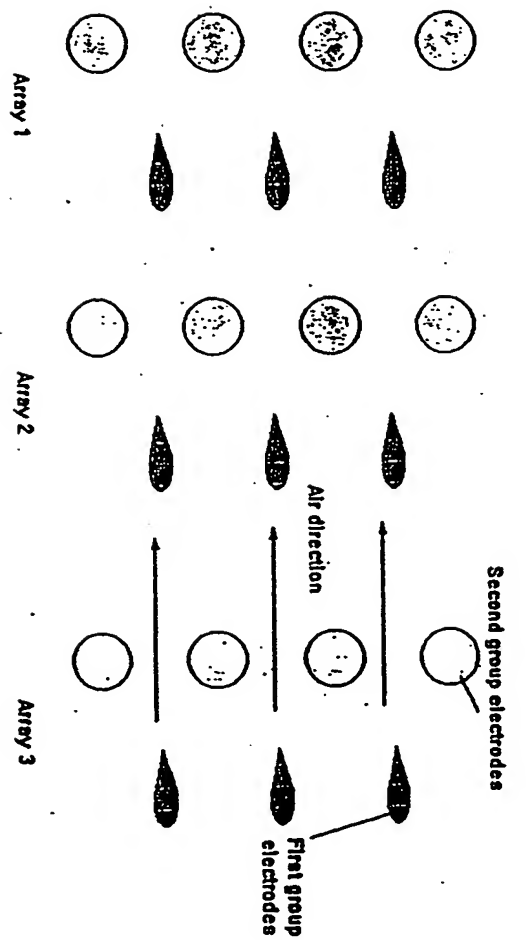 Second group electrodes
First group
electrodes
Air direction
Array 1
Array 2
Array 3